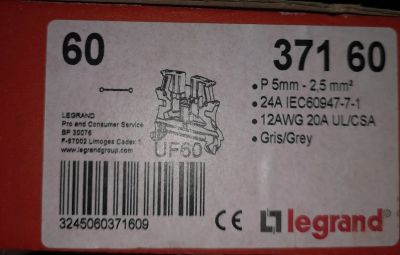 60
371 60
• P 5mm - 2,5 mm²
• 24A IEC60947-7-1
• 12AWG 20A UL/CSA
• Gris/Grey
LEGRAND
Pro and Consumer Service
BP 30076
F-87002 Limoges Cedex 1
www.legrandgroup.com
UF60
3245060371609
CE
legrand